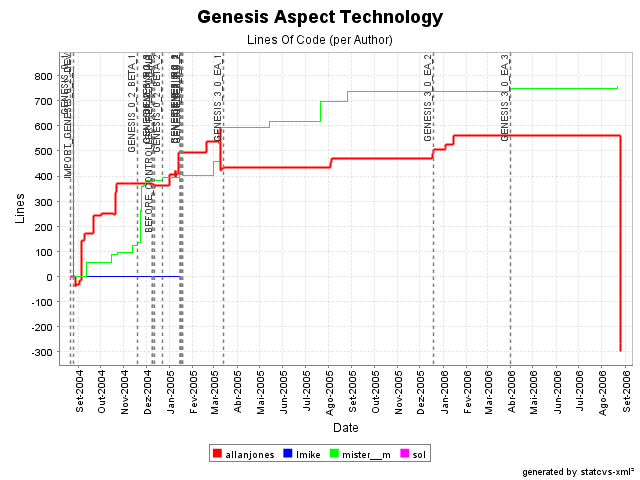 Genesis Aspect Technology
Lines Of Code (per Author)
Lines
800
700
600
500
400
300
200
100
0
-100
-200
-300
GENESIS_2_BETA_1
GENESIS_3_0_EA_1
GENESIS_3_0_EA_2
GENESIS_3_0_EA_3
Set-2004
Out-2004
Nov-2004
Dez-2004
Jan-2005
Fev-2005
Mar-2005
Abr-2005
Mai-2005
Jun-2005
Jul-2005
Ago-2005
Set-2005
Out-2005
Nov-2005
Dez-2005
Jan-2006
Fev-2006
Mar-2006
Abr-2006
Mai-2006
Jun-2006
Jul-2006
Ago-2006
Set-2006
Date
allanjones lmike mister__m sol
generated by statcvs-xml²